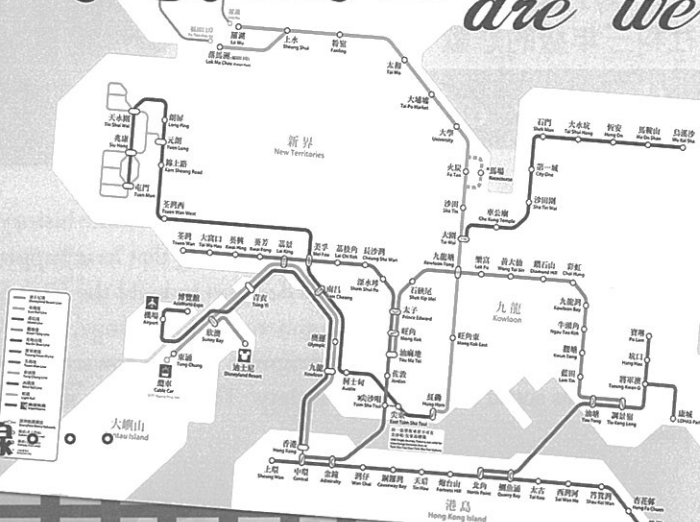 are we
羅湖
Lo Wu
上水
Sheung Shui
粉嶺
Fanling
落馬洲
Lok Ma Chau
太和
Tai Wo
大埔墟
Tai Po Market
大學
University
火炭
Fo Tan
馬場
Racecourse
沙田
Sha Tin
大圍
Tai Wai
石門
Shek Mun
大水坑
Tai Shui Hang
恆安
Heng On
馬鞍山
Ma On Shan
烏溪沙
Wu Kai Sha
第一城
City One
沙田圍
Sha Tin Wai
車公廟
Che Kung Temple
新界
New Territories
天水圍
Tin Shui Wai
朗屏
Long Ping
兆康
Siu Hong
元朗
Yuen Long
錦上路
Kam Sheung Road
屯門
Tuen Mun
荃灣西
Tsuen Wan West
荃灣
Tsuen Wan
大窩口
Tai Wo Hau
葵興
Kwai Hing
葵芳
Kwai Fong
荔景
Lai King
美孚
Mei Foo
荔枝角
Lai Chi Kok
長沙灣
Cheung Sha Wan
深水埗
Sham Shui Po
南昌
Nam Cheong
九龍塘
Kowloon Tong
樂富
Lok Fu
黃大仙
Wong Tai Sin
鑽石山
Diamond Hill
彩虹
Choi Hung
石硤尾
Shek Kip Mei
太子
Prince Edward
旺角
Mong Kok
油麻地
Yau Ma Tei
佐敦
Jordan
旺角東
Mong Kok East
九龍
Kowloon
九龍灣
Kowloon Bay
牛頭角
Ngau Tau Kok
觀塘
Kwun Tong
藍田
Lam Tin
油塘
Yau Tong
調景嶺
Tiu Keng Leng
將軍澳
Tseung Kwan O
坑口
Hang Hau
寶琳
Po Lam
康城
LOHAS Park
博覽館
AsiaWorld-Expo
機場
Airport
青衣
Tsing Yi
欣澳
Sunny Bay
東涌
Tung Chung
纜車
Cable Car
迪士尼
Disneyland Resort
奧運
Olympic
九龍
Kowloon
柯士甸
Austin
尖沙咀
Tsim Sha Tsui
尖東
East Tsim Sha Tsui
紅磡
Hung Hom
大嶼山
Lantau Island
香港
Hong Kong
上環
Sheung Wan
中環
Central
金鐘
Admiralty
灣仔
Wan Chai
銅鑼灣
Causeway Bay
天后
Tin Hau
炮台山
Fortress Hill
北角
North Point
鰂魚涌
Quarry Bay
太古
Tai Koo
西灣河
Sai Wan Ho
筲箕灣
Shau Kei Wan
杏花邨
Heng Fa Chuen
港島
Hong Kong Island